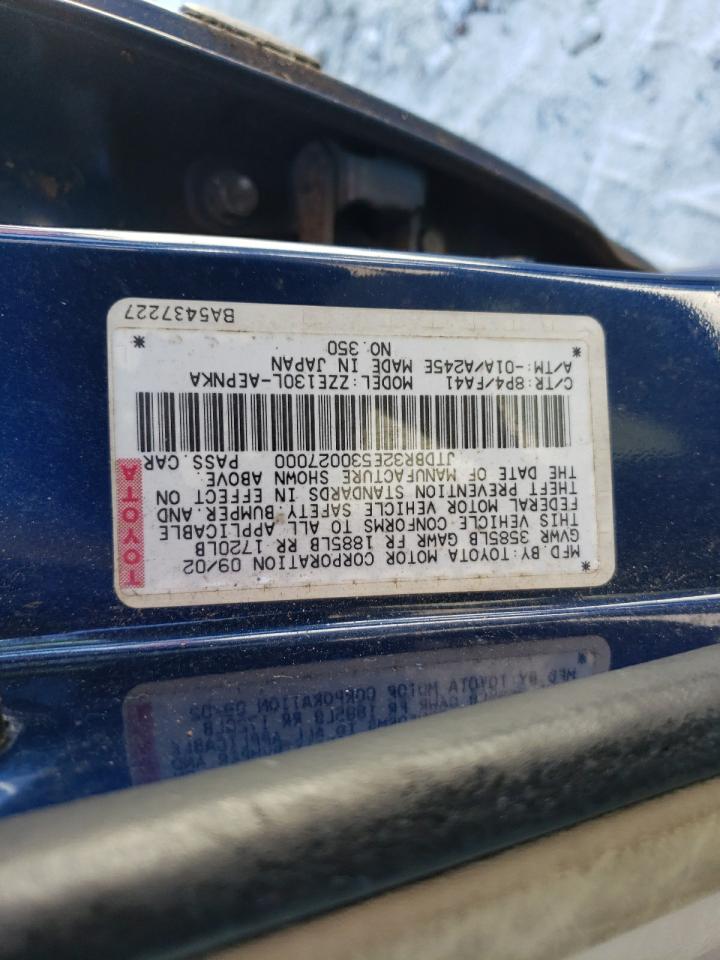 MFD. BY: TOYOTA MOTOR CORPORATION 09/02
GVWR 3585LB GAWR FR 1885LB RR 1720LB
THIS VEHICLE CONFORMS TO ALL APPLICABLE
FEDERAL MOTOR VEHICLE SAFETY, BUMPER, AND
THEFT PREVENTION STANDARDS IN EFFECT ON
THE DATE OF MANUFACTURE SHOWN ABOVE.
JTDBR32E530027000 PASS. CAR
TOYOTA
C/TR: 8P4/FA41 MODEL: ZZE130L-AEPNKA
A/TM: -01A/A245E MADE IN JAPAN
NO. 350
BA5437227